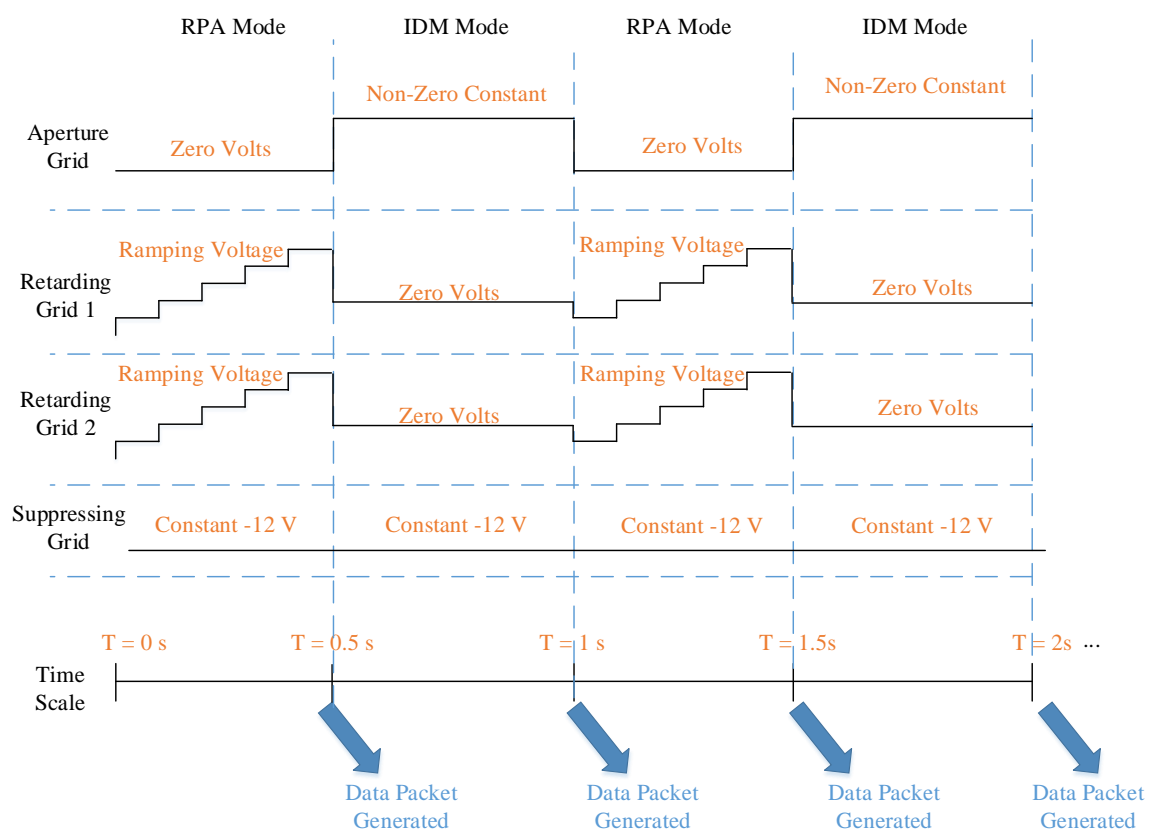 RPA Mode IDM Mode RPA Mode IDM Mode
Non-Zero Constant Non-Zero Constant
Aperture
Grid
Zero Volts Zero Volts
Ramping Voltage Ramping Voltage
Retarding
Grid 1
Zero Volts Zero Volts
Ramping Voltage Ramping Voltage
Retarding
Grid 2
Zero Volts Zero Volts
Suppressing
Grid
Constant -12 V Constant -12 V Constant -12 V Constant -12 V
T = 0 s T = 0.5 s T = 1 s T = 1.5s T = 2s ...
Time
Scale
Data Packet
Generated
Data Packet
Generated
Data Packet
Generated
Data Packet
Generated